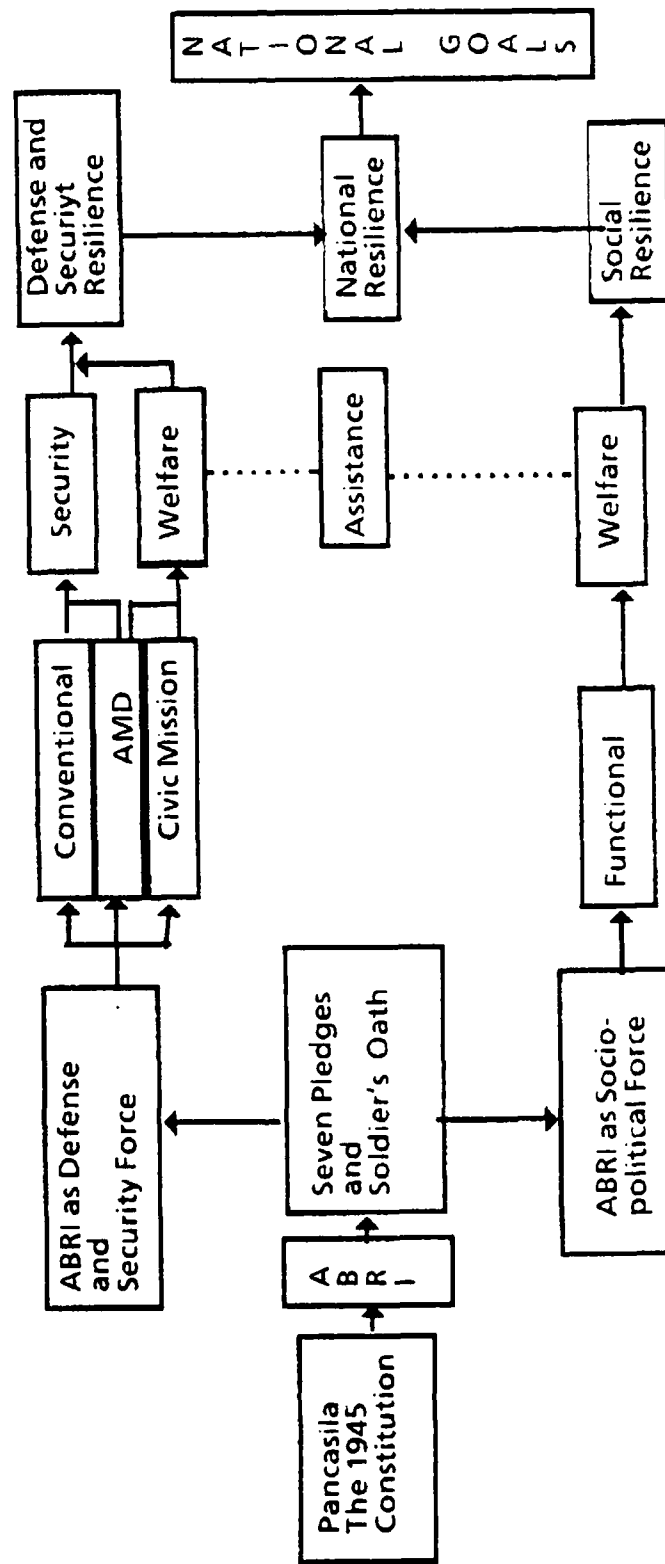 Pancasila
The 1945
Constitution
ABRI
Seven Pledges
and
Soldier's Oath
ABRI as Defense
and
Security Force
Conventional
AMD
Civic Mission
Security
Welfare
Defense and
Securiyt
Resilience
ABRI as Socio-
political Force
Functional
Welfare
Social
Resilience
Assistance
National
Resilience
NATIONAL GOALS